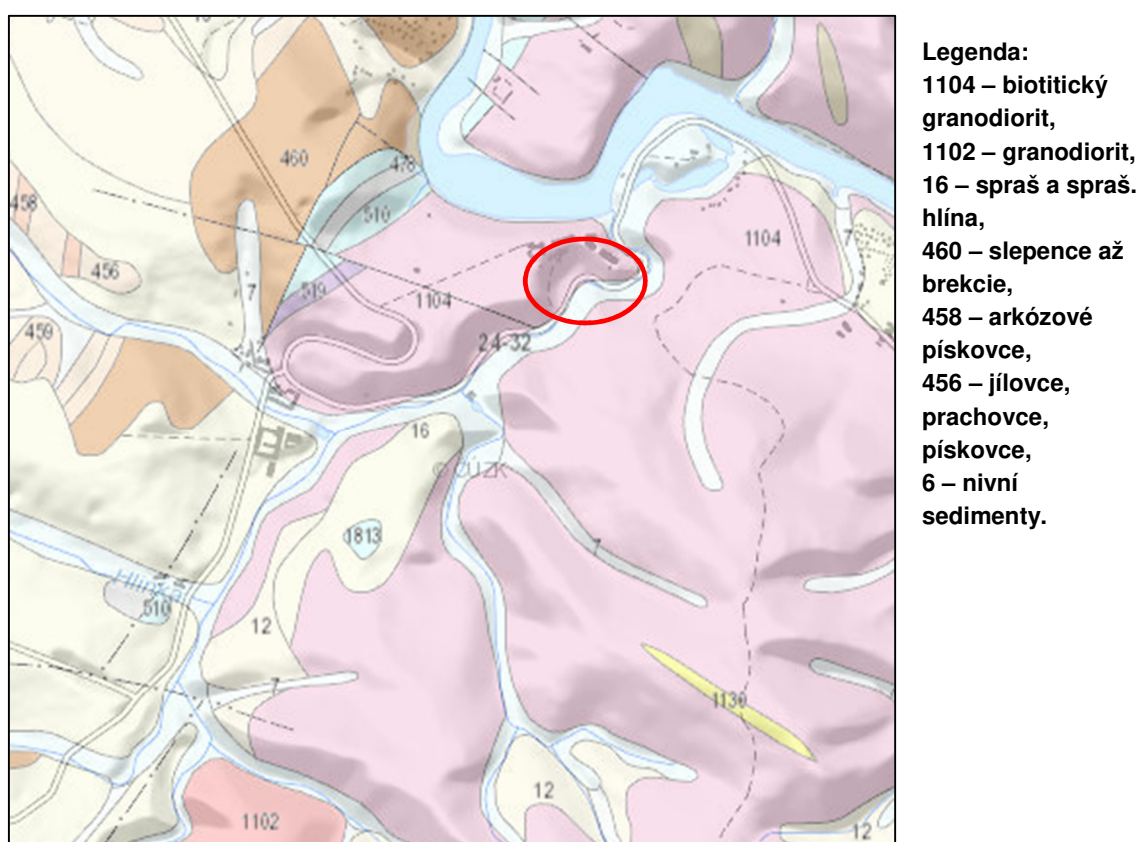 460
478
510
458
456
7
519
1104
1104
7
459
24-32
16
© ČÚZK
1813
7
Hlinka
510
12
7
1130
12
1102
12
Legenda:
1104 – biotitický
granodiorit,
1102 – granodiorit,
16 – spraš a spraš.
hlína,
460 – slepence až
brekcie,
458 – arkózové
pískovce,
456 – jílovce,
prachovce,
pískovce,
6 – nivní
sedimenty.